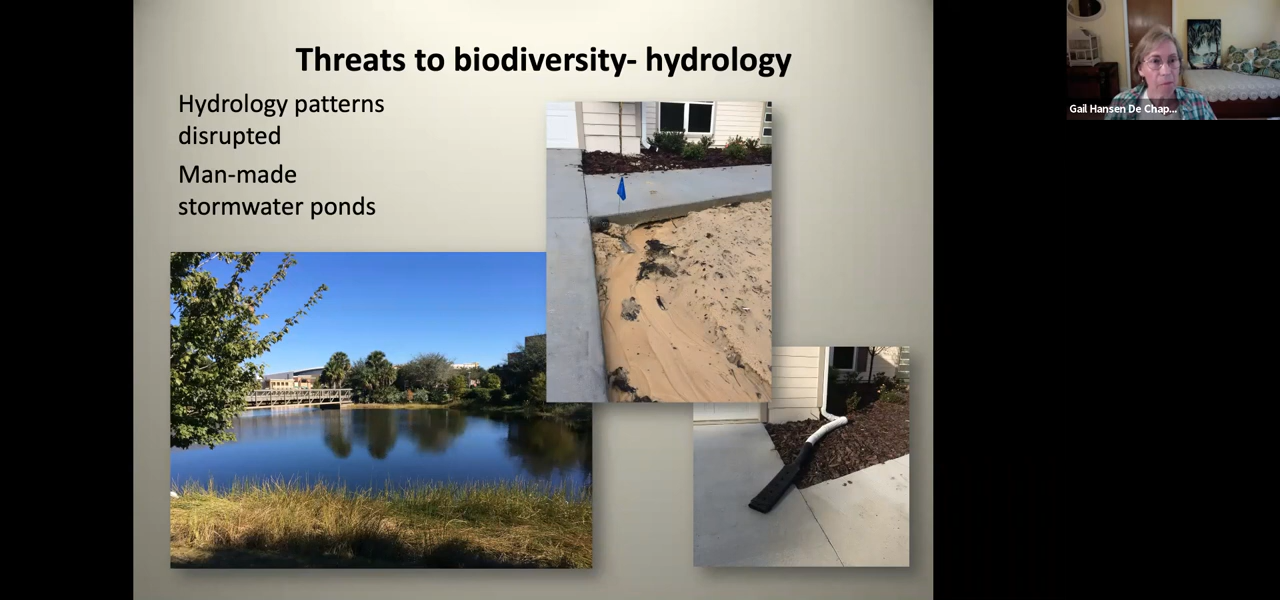 Threats to biodiversity- hydrology
Hydrology patterns
disrupted
Man-made
stormwater ponds
Gail Hansen De Chap...